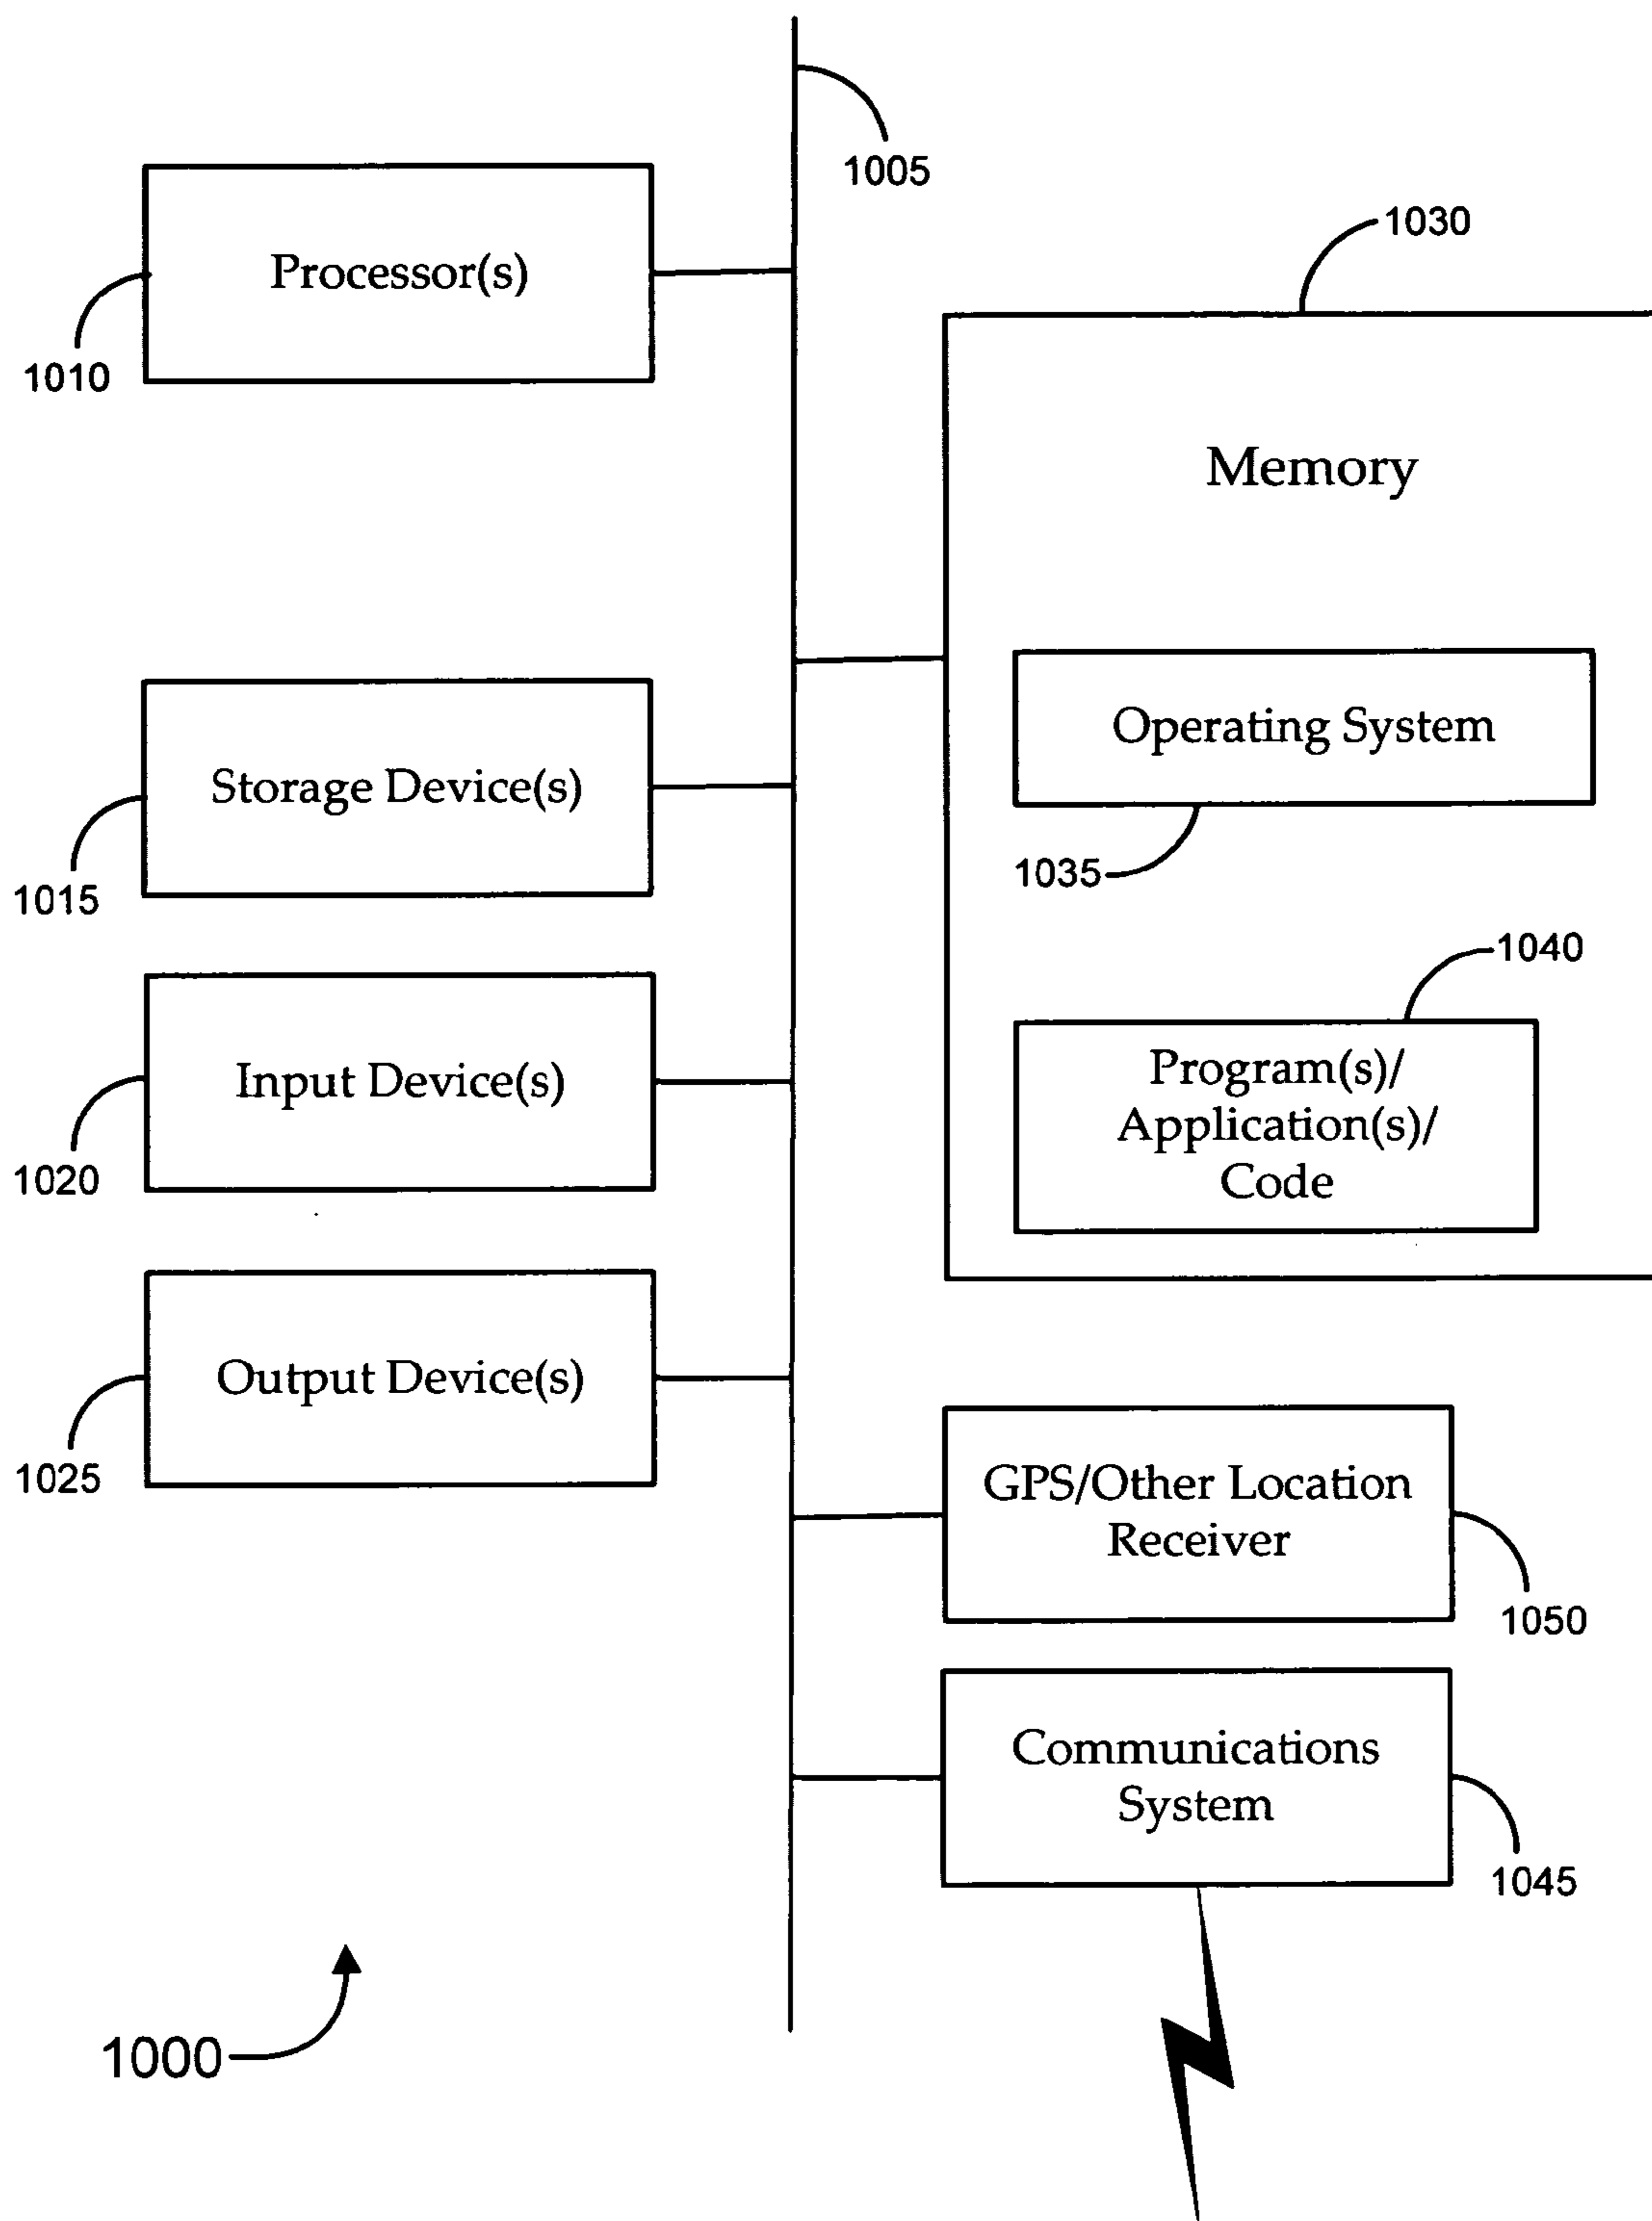 1005
1030
Processor(s)
1010
Memory
Operating System
Storage Device(s)
1035
1015
1040
Program(s)/
Application(s)/
Code
Input Device(s)
1020
Output Device(s)
1025
GPS/Other Location
Receiver
1050
Communications
System
1045
1000